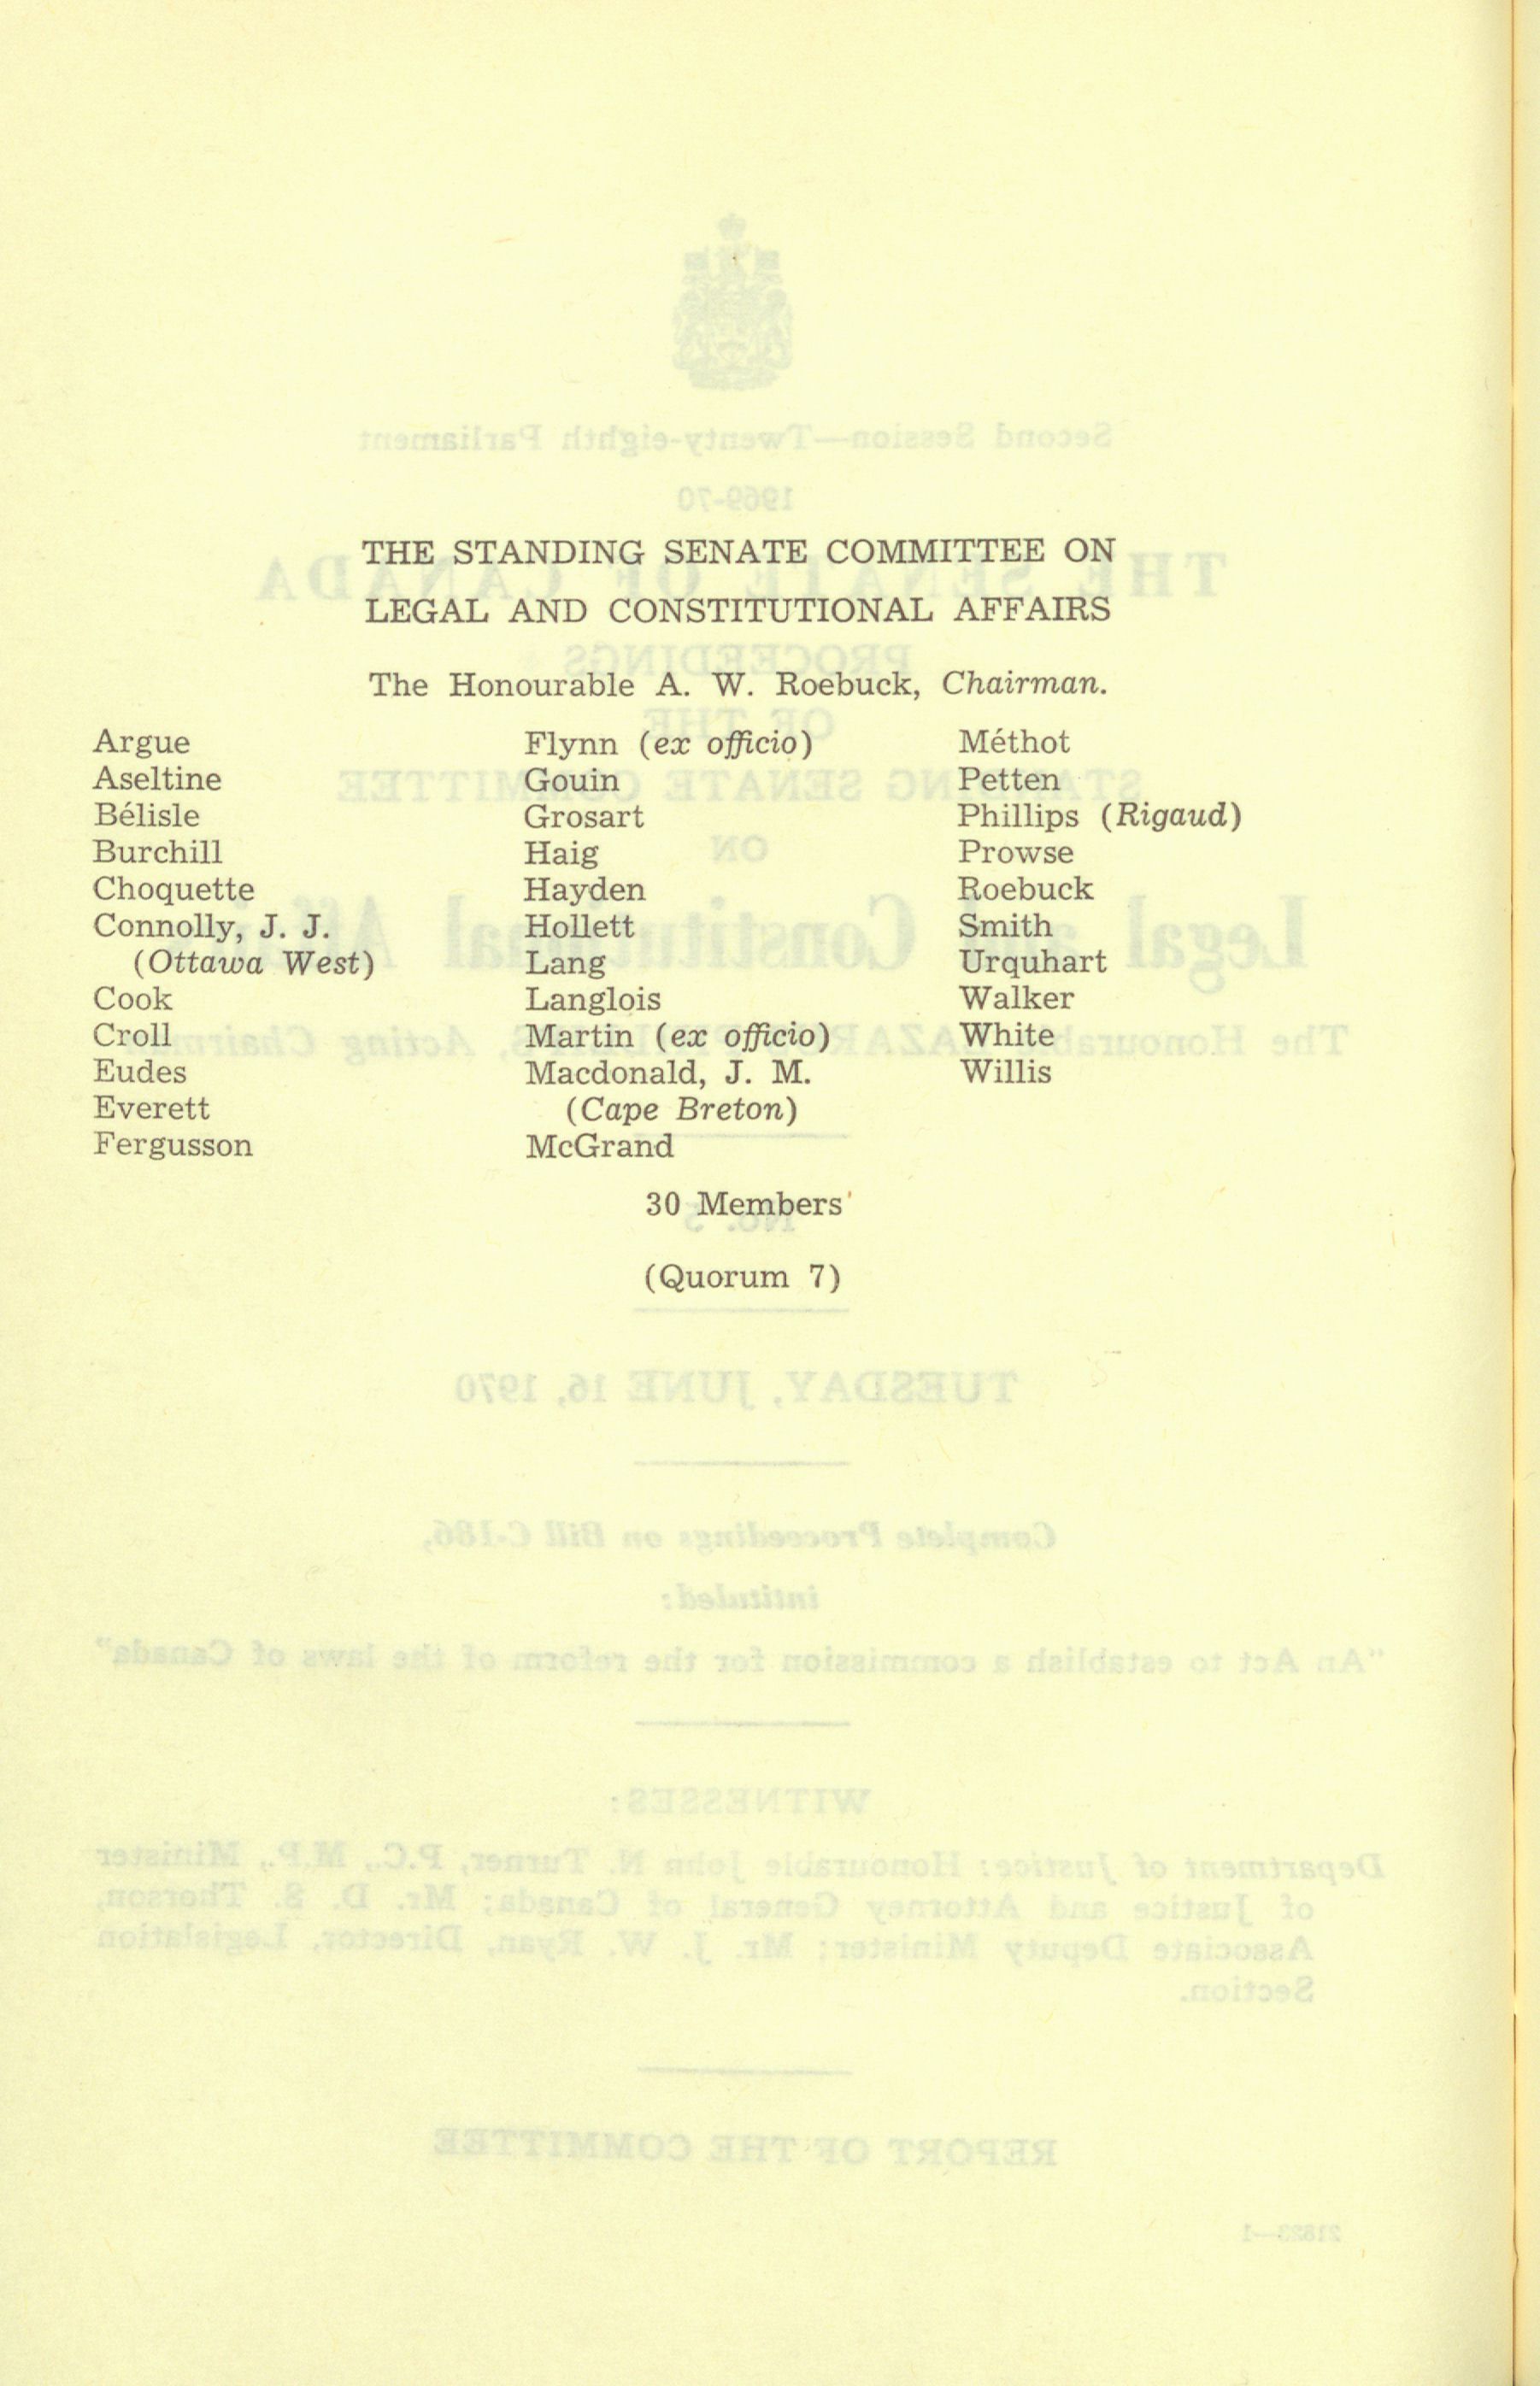 THE STANDING SENATE COMMITTEE ON
LEGAL AND CONSTITUTIONAL AFFAIRS
The Honourable A. W. Roebuck, Chairman.
Argue
Aseltine
Bélisle
Burchill
Choquette
Connolly, J. J.
(Ottawa West)
Cook
Croll
Eudes
Everett
Fergusson
Flynn (ex officio)
Gouin
Grosart
Haig
Hayden
Hollett
Lang
Langlois
Martin (ex officio)
Macdonald, J. M.
(Cape Breton)
McGrand
Méthot
Petten
Phillips (Rigaud)
Prowse
Roebuck
Smith
Urquhart
Walker
White
Willis
30 Members
(Quorum 7)